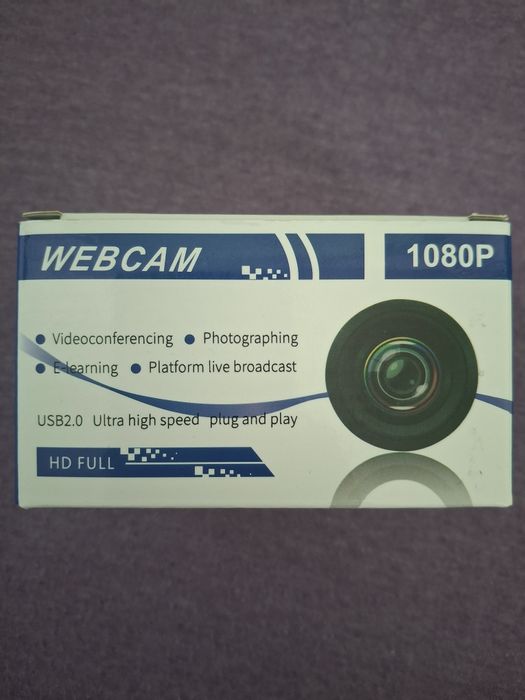 WEBCAM 1080P
● Videoconferencing ● Photographing
● E-learning ● Platform live broadcast
USB2.0 Ultra high speed plug and play
HD FULL